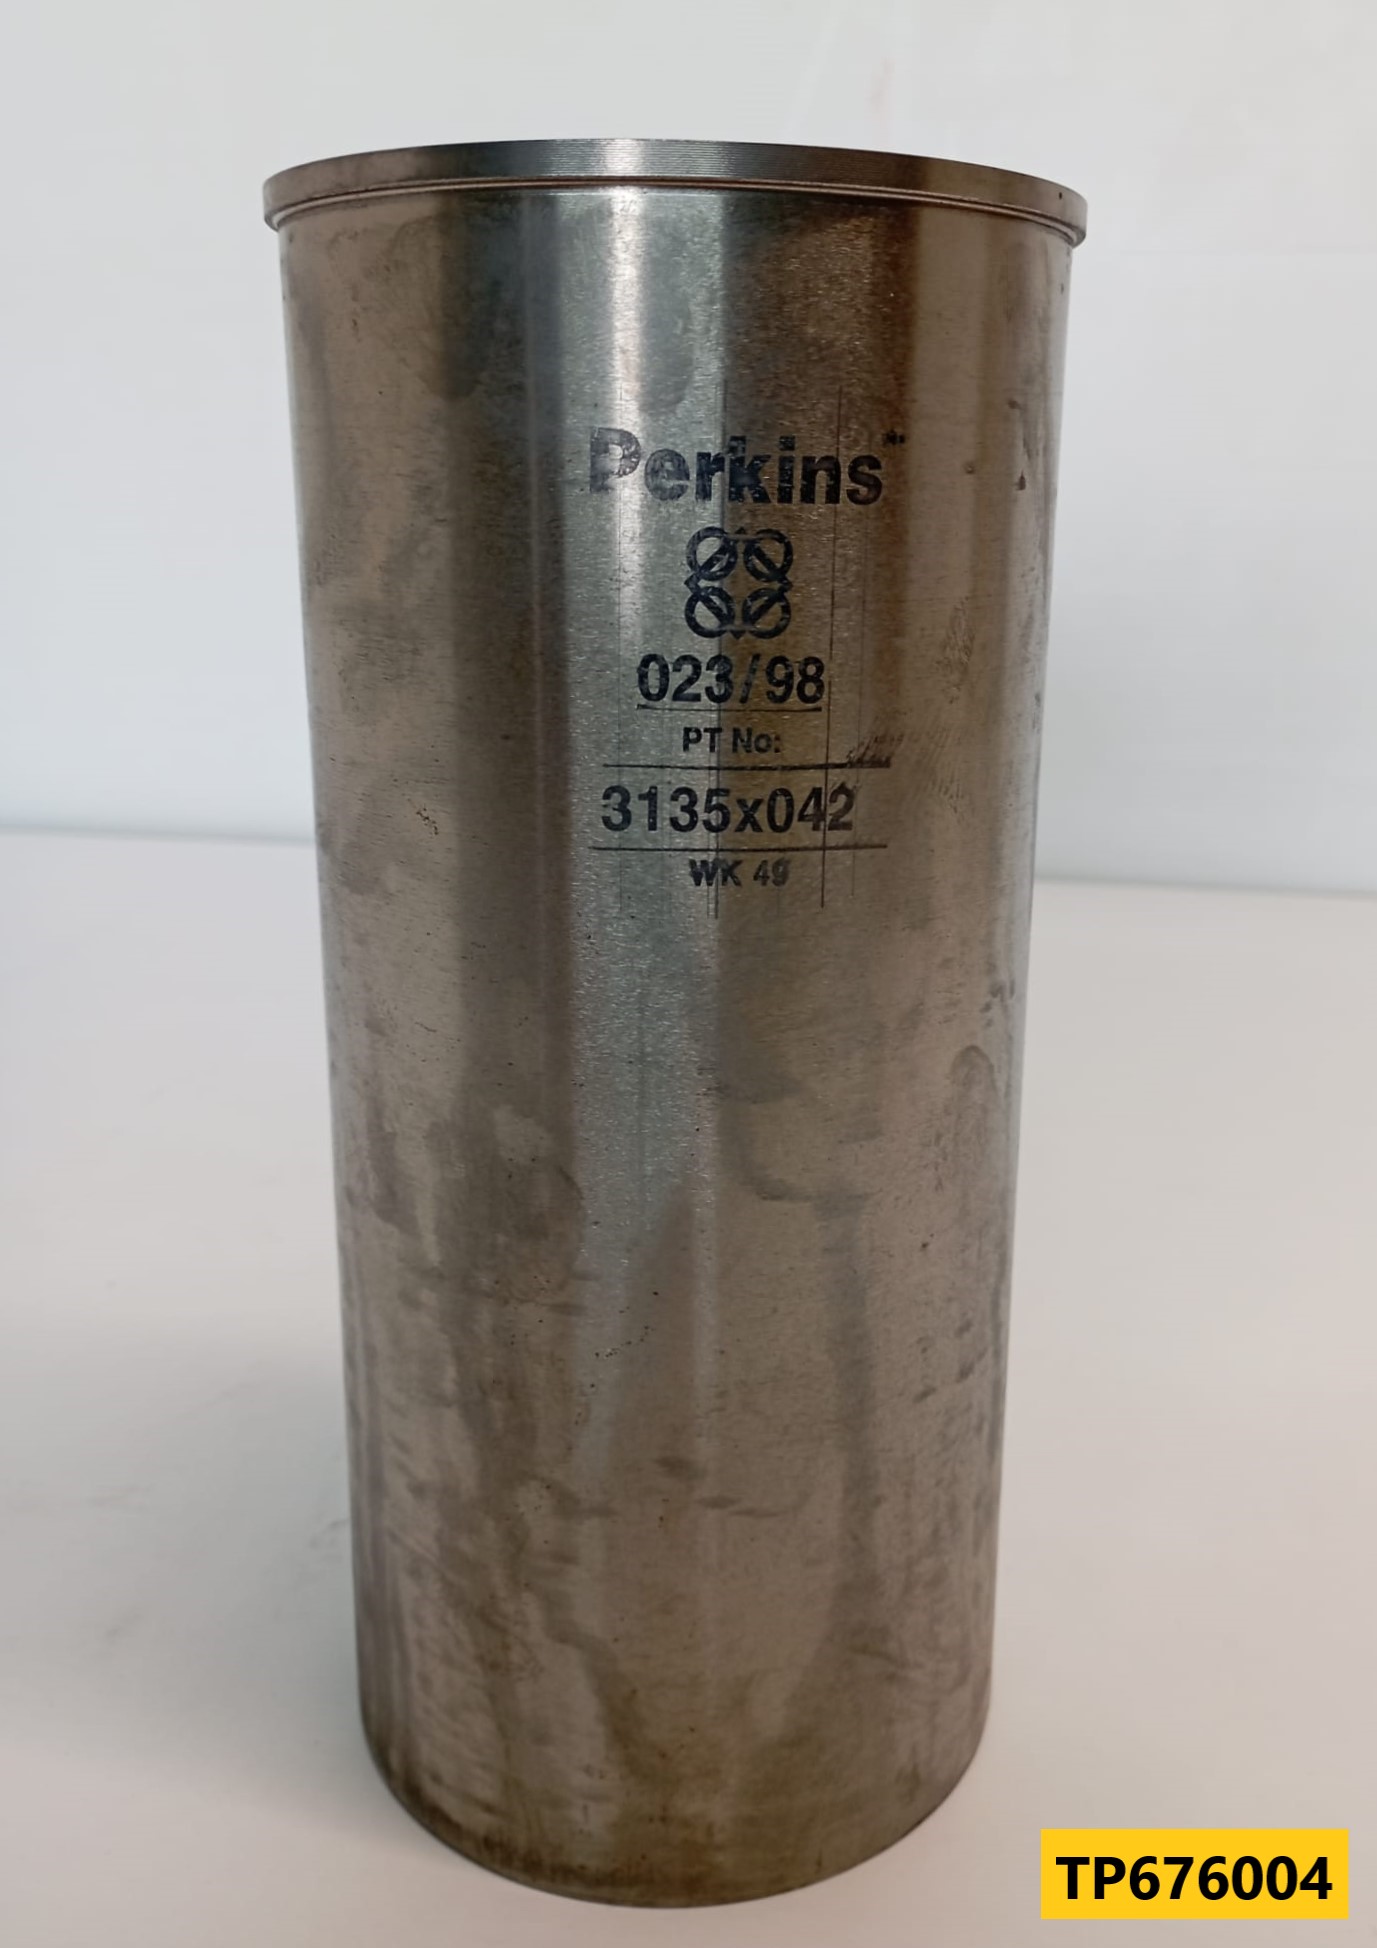 Perkins
023/98
PT No:
3135x042
WK 49
TP676004